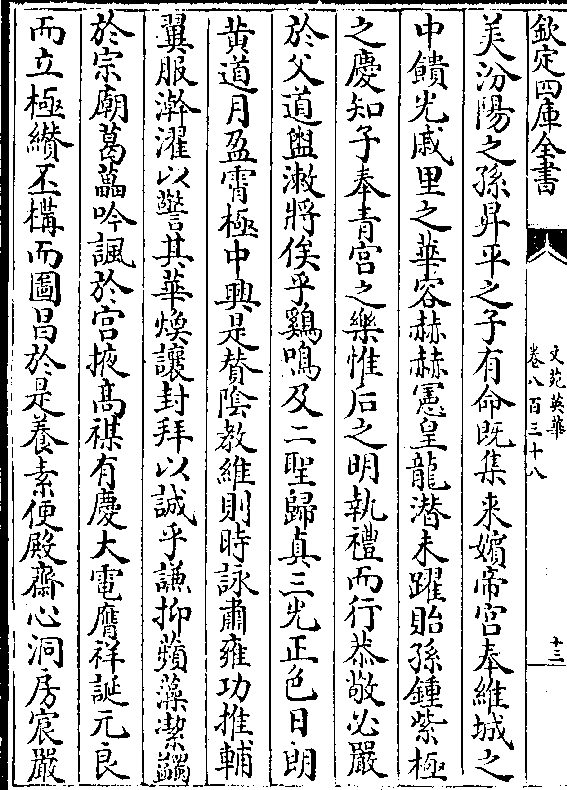 欽定四庫全書
文苑英華
卷八百三十八
十三
美汾陽之孫昇平之子有命既集来嬪帝宫奉維城之
中饋光戚里之華容赫赫憲皇龍潜未躍貽孫鍾紫極
之慶知子奉青宫之樂惟后之明執禮而行恭敬必嚴
於父道盥漱將俟乎鷄鳴及二聖歸真三光正色日朗
黄道月盈霄極中興是賛陰教維則時詠肅雍功推輔
翼服澣濯以謦其華煥讓封拜以誠乎謙抑蘋藻潔蠲
於宗廟葛藟吟諷於宫掖髙禖有慶大電膺祥誕元良
而立極纉丕構而圖昌於是養素便殿齋心洞房宸嚴